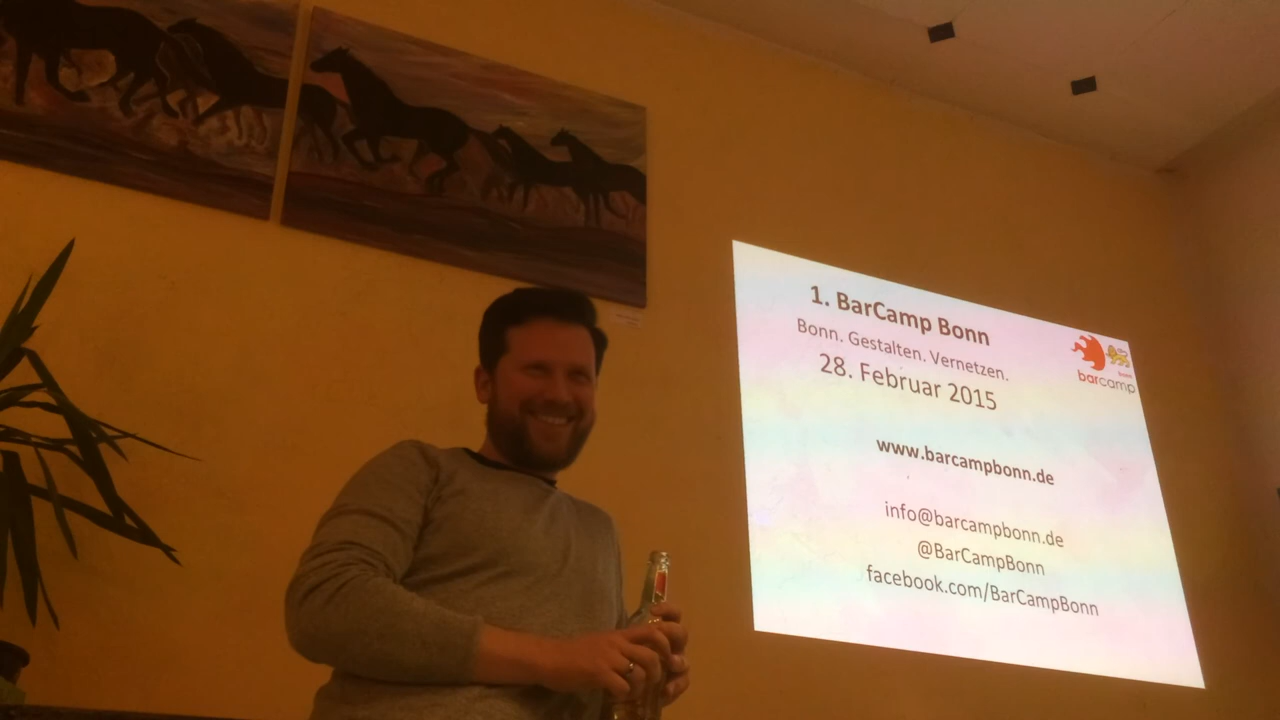 1. BarCamp Bonn
Bonn. Gestalten. Vernetzen.
28. Februar 2015
bonn
barcamp
www.barcampbonn.de
info@barcampbonn.de
@BarCampBonn
facebook.com/BarCampBonn